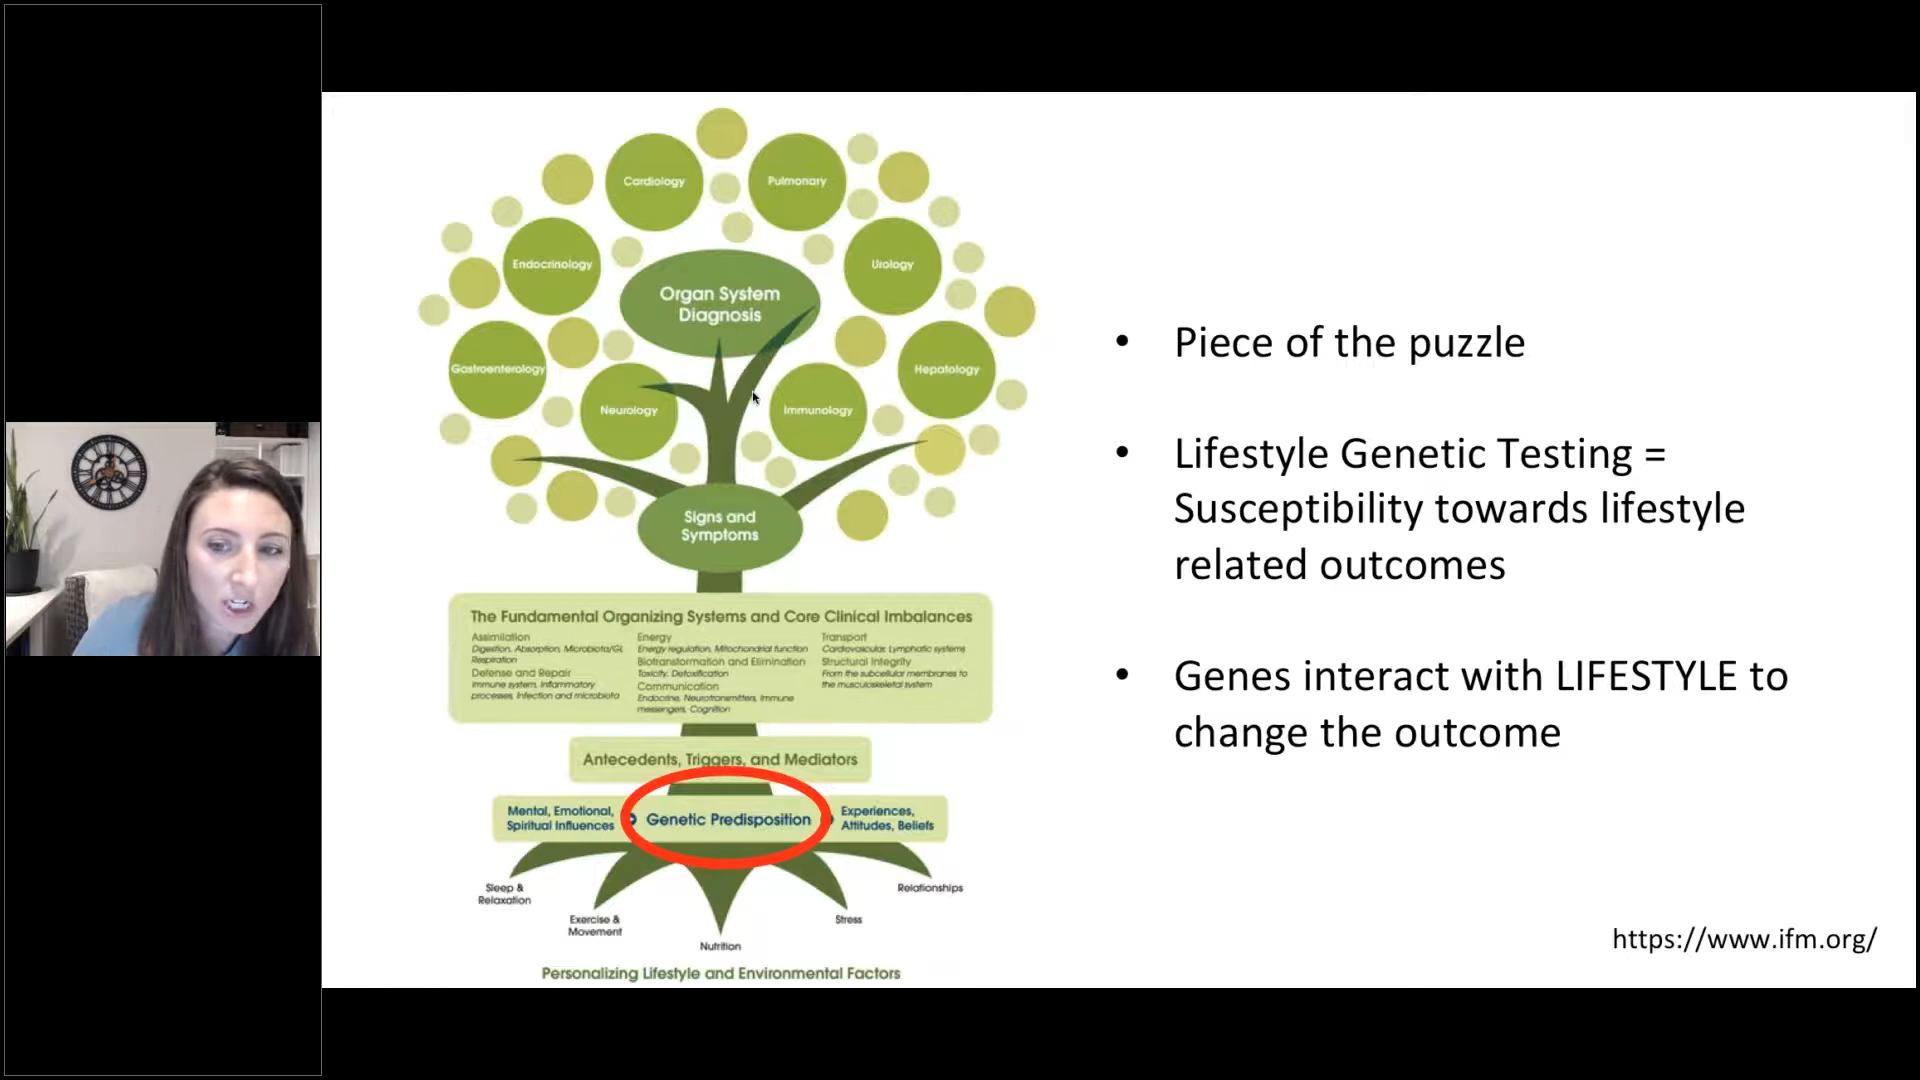 Cardiology
Pulmonary
Endocrinology
Urology
Organ System
Diagnosis
Gastroenterology
Hepatology
Neurology
Immunology
Signs and
Symptoms
The Fundamental Organizing Systems and Core Clinical Imbalances
Assimilation
Digestion, Absorption, Microbiota/GI,
Respiration
Defense and Repair
Immune system, Inflammatory
processes, Infection and microbiota
Energy
Energy regulation, Mitochondrial function
Biotransformation and Elimination
Toxicity, Detoxification
Communication
Endocrine, Neurotransmitters, Immune
messengers, Cognition
Transport
Cardiovascular, Lymphatic systems
Structural Integrity
From the subcellular membranes to
the musculoskeletal system
Antecedents, Triggers, and Mediators
Mental, Emotional,
Spiritual Influences
Genetic Predisposition
Experiences,
Attitudes, Beliefs
Sleep &
Relaxation
Exercise &
Movement
Nutrition
Stress
Relationships
Personalizing Lifestyle and Environmental Factors
• Piece of the puzzle
• Lifestyle Genetic Testing =
Susceptibility towards lifestyle
related outcomes
• Genes interact with LIFESTYLE to
change the outcome
https://www.ifm.org/